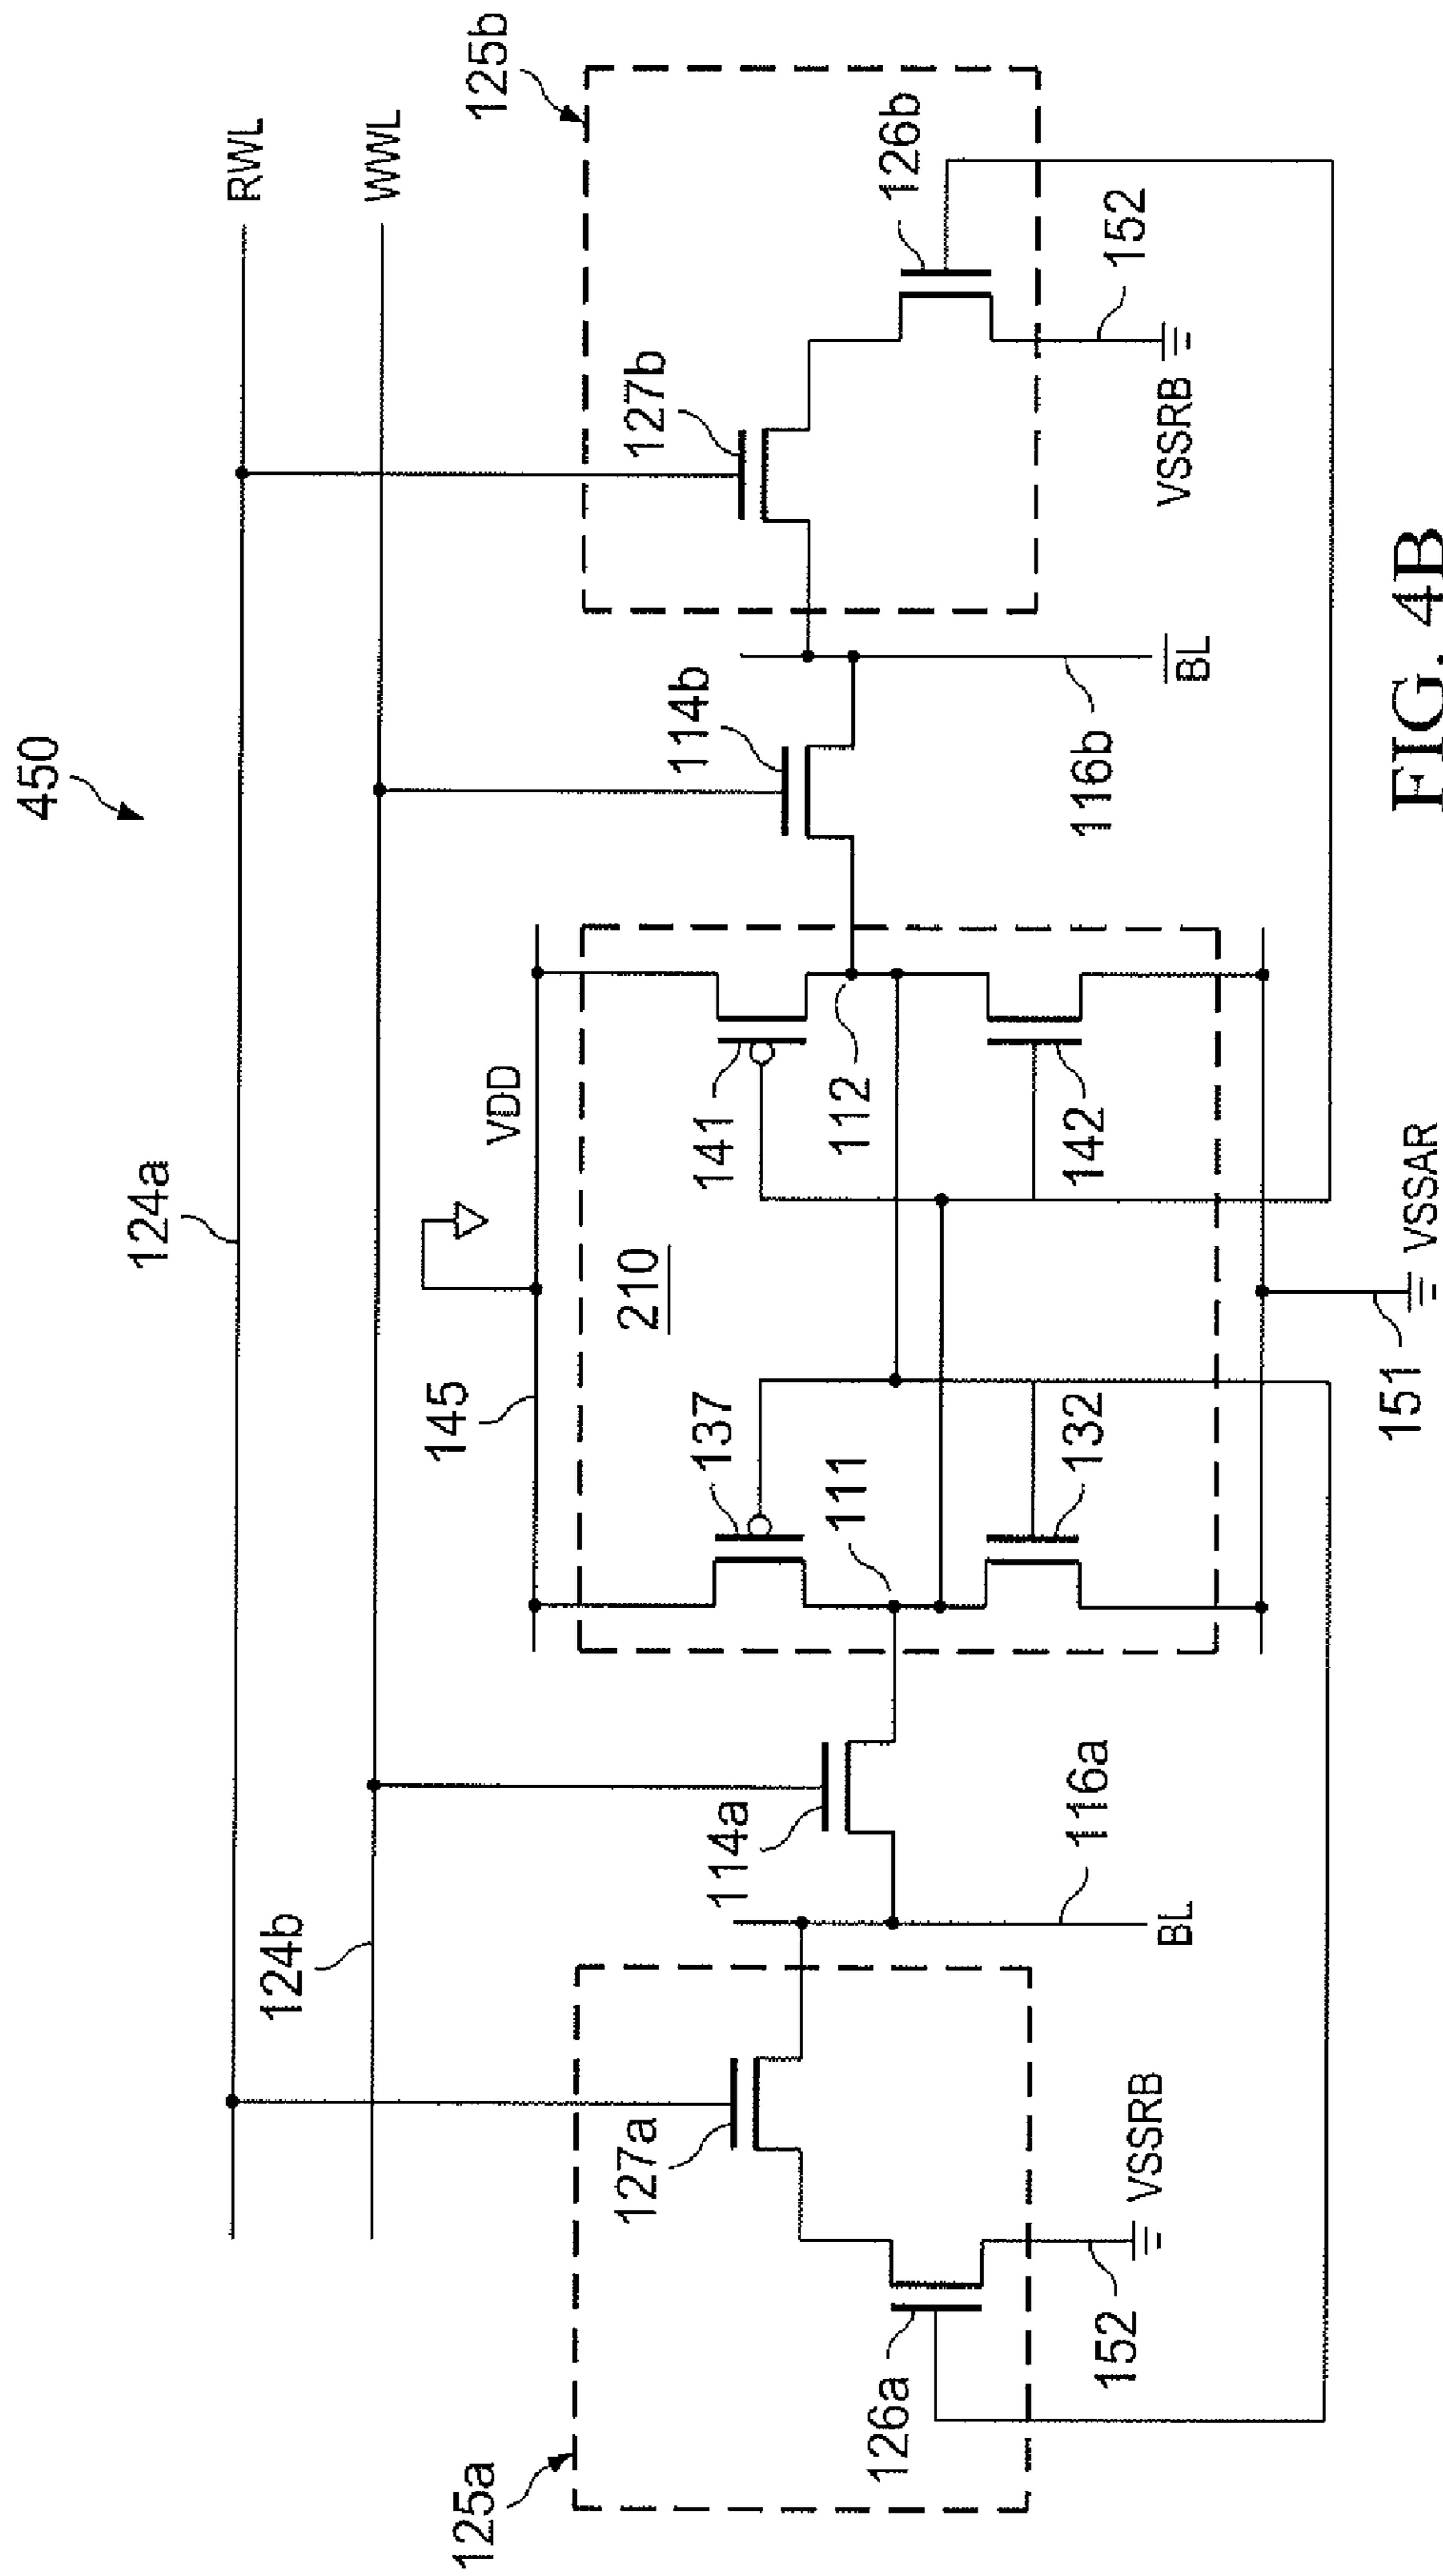 450
124a
RWL
124b
WWL
145
VDD
125a
125b
127a
114a
137
210
141
114b
127b
126a
111
112
126b
132
142
152
VSSRB
BL
116a
116b
BL
VSSRB
152
151
VSSAR
FIG. 4B